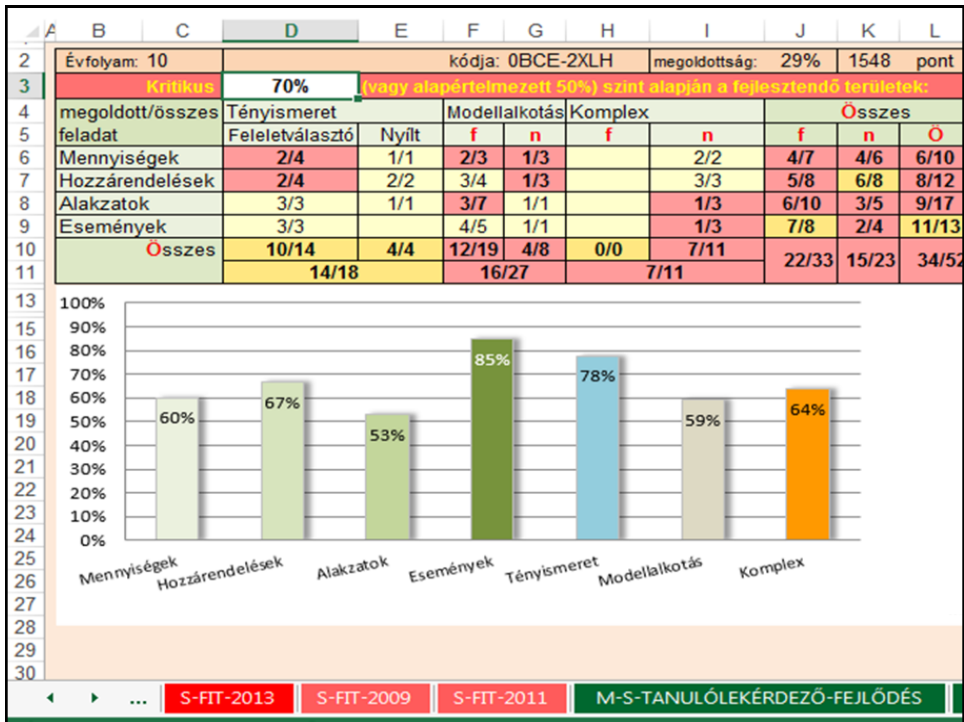 A B C D E F G H I J K L
2 Évfolyam: 10 kódja: 0BCE-2XLH megoldottság: 29% 1548 pont
3 Kritikus 70% (vagy alapértelmezett 50%) szint alapján a fejlesztendő területek:
4 megoldott/összes Tényismeret Modellalkotás Komplex Összes
5 feladat Feleletválasztó Nyílt f n f n f n Ö
6 Mennyiségek 2/4 1/1 2/3 1/3 2/2 4/7 4/6 6/10
7 Hozzárendelések 2/4 2/2 3/4 1/3 3/3 5/8 6/8 8/12
8 Alakzatok 3/3 1/1 3/7 1/1 1/3 6/10 3/5 9/17
9 Események 3/3 4/5 1/1 1/3 7/8 2/4 11/13
10 Összes 10/14 4/4 12/19 4/8 0/0 7/11 22/33 15/23 34/52
11 14/18 16/27 7/11
13 100%
90%
15 80%
16 70%
17 60%
18 50%
19 40%
20 30%
21 20%
22 10%
23 0%
24
25
26
27
28
29
30
60% 67% 53% 85% 78% 59% 64%
Mennyiségek Hozzárendelések Alakzatok Események Tényismeret Modellalkotás Komplex
... S-FIT-2013 S-FIT-2009 S-FIT-2011 M-S-TANULÓLEKÉRDEZŐ-FEJLŐDÉS